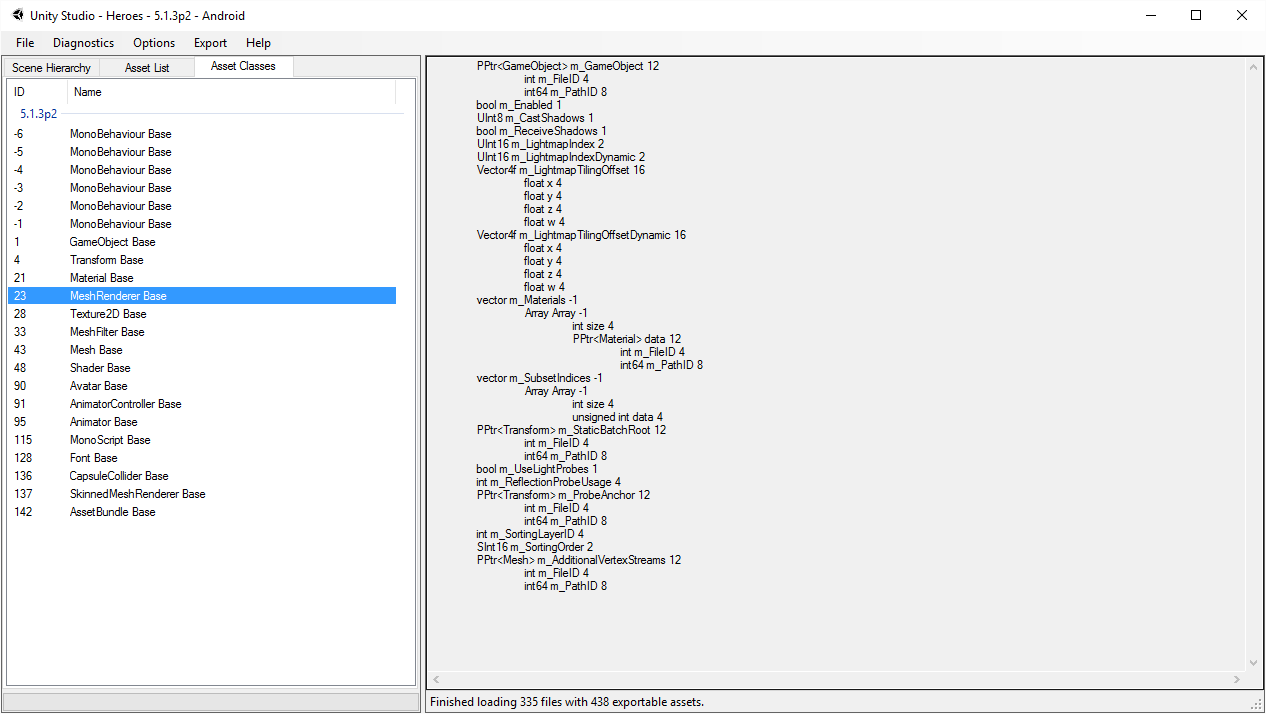 Unity Studio - Heroes - 5.1.3p2 - Android
File Diagnostics Options Export Help
Scene Hierarchy Asset List Asset Classes
ID Name
5.1.3p2
-6 MonoBehaviour Base
-5 MonoBehaviour Base
-4 MonoBehaviour Base
-3 MonoBehaviour Base
-2 MonoBehaviour Base
-1 MonoBehaviour Base
1 GameObject Base
4 Transform Base
21 Material Base
23 MeshRenderer Base
28 Texture2D Base
33 MeshFilter Base
43 Mesh Base
48 Shader Base
90 Avatar Base
91 AnimatorController Base
95 Animator Base
115 MonoScript Base
128 Font Base
136 CapsuleCollider Base
137 SkinnedMeshRenderer Base
142 AssetBundle Base
PPtr<GameObject> m_GameObject 12
int m_FileID 4
int64 m_PathID 8
bool m_Enabled 1
UInt8 m_CastShadows 1
bool m_ReceiveShadows 1
UInt16 m_LightmapIndex 2
UInt16 m_LightmapIndexDynamic 2
Vector4f m_LightmapTilingOffset 16
float x 4
float y 4
float z 4
float w 4
Vector4f m_LightmapTilingOffsetDynamic 16
float x 4
float y 4
float z 4
float w 4
vector m_Materials -1
Array Array -1
int size 4
PPtr<Material> data 12
int m_FileID 4
int64 m_PathID 8
vector m_SubsetIndices -1
Array Array -1
int size 4
unsigned int data 4
PPtr<Transform> m_StaticBatchRoot 12
int m_FileID 4
int64 m_PathID 8
bool m_UseLightProbes 1
int m_ReflectionProbeUsage 4
PPtr<Transform> m_ProbeAnchor 12
int m_FileID 4
int64 m_PathID 8
int m_SortingLayerID 4
SInt16 m_SortingOrder 2
PPtr<Mesh> m_AdditionalVertexStreams 12
int m_FileID 4
int64 m_PathID 8
Finished loading 335 files with 438 exportable assets.